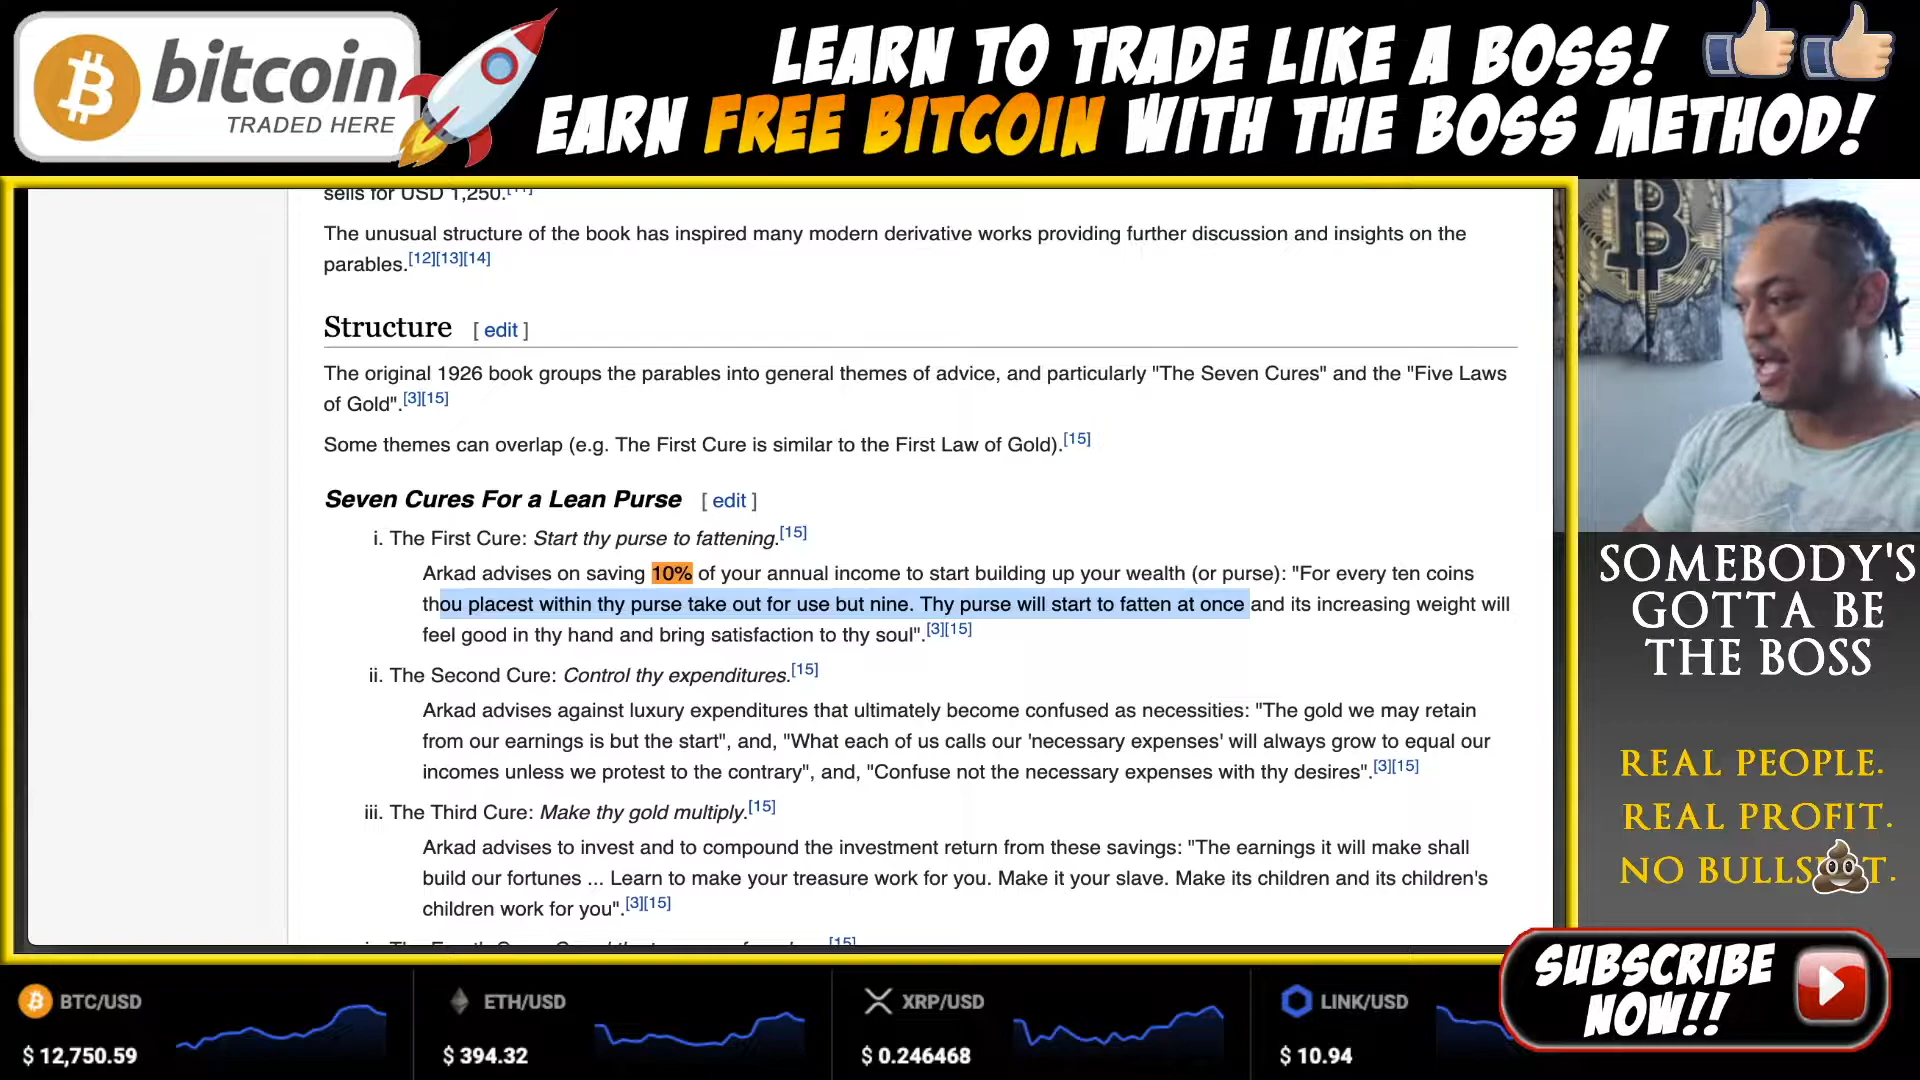 bitcoin
TRADED HERE
LEARN TO TRADE LIKE A BOSS!
EARN FREE BITCOIN WITH THE BOSS METHOD!
sells for USD 1,250.[11]
The unusual structure of the book has inspired many modern derivative works providing further discussion and insights on the
parables.[12][13][14]
Structure [ edit ]
The original 1926 book groups the parables into general themes of advice, and particularly "The Seven Cures" and the "Five Laws
of Gold".[3][15]
Some themes can overlap (e.g. The First Cure is similar to the First Law of Gold).[15]
Seven Cures For a Lean Purse [ edit ]
i. The First Cure: Start thy purse to fattening.[15]
Arkad advises on saving 10% of your annual income to start building up your wealth (or purse): "For every ten coins
thou placest within thy purse take out for use but nine. Thy purse will start to fatten at once and its increasing weight will
feel good in thy hand and bring satisfaction to thy soul".[3][15]
ii. The Second Cure: Control thy expenditures.[15]
Arkad advises against luxury expenditures that ultimately become confused as necessities: "The gold we may retain
from our earnings is but the start", and, "What each of us calls our 'necessary expenses' will always grow to equal our
incomes unless we protest to the contrary", and, "Confuse not the necessary expenses with thy desires".[3][15]
iii. The Third Cure: Make thy gold multiply.[15]
Arkad advises to invest and to compound the investment return from these savings: "The earnings it will make shall
build our fortunes ... Learn to make your treasure work for you. Make it your slave. Make its children and its children's
children work for you".[3][15]
[15]
SOMEBODY'S
GOTTA BE
THE BOSS
REAL PEOPLE.
REAL PROFIT.
NO BULLS💩T.
SUBSCRIBE
NOW!!
BTC/USD
$ 12,750.59
ETH/USD
$ 394.32
XRP/USD
$ 0.246468
LINK/USD
$ 10.94